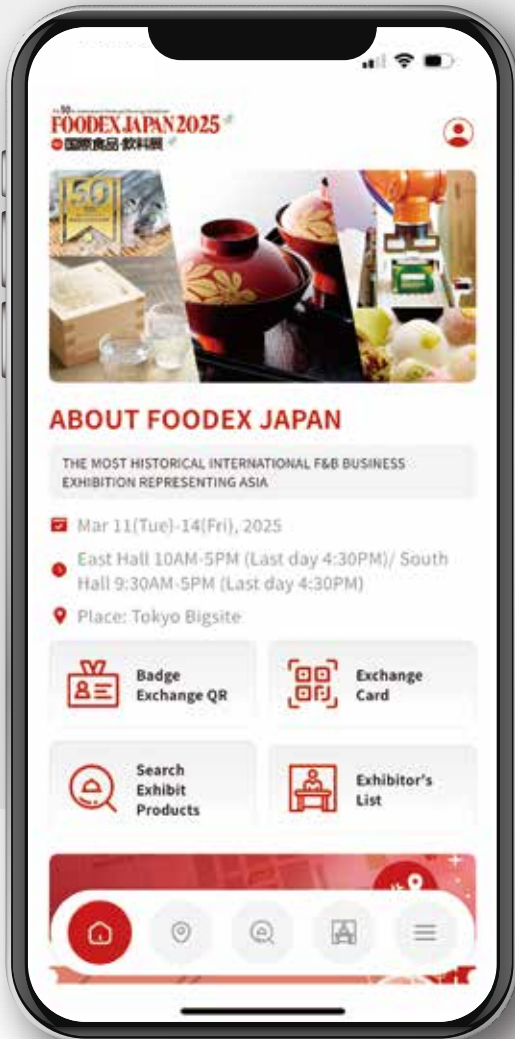 FOODEX JAPAN 2025
国際食品・飲料展
50
ABOUT FOODEX JAPAN
THE MOST HISTORICAL INTERNATIONAL F&B BUSINESS
EXHIBITION REPRESENTING ASIA
Mar 11(Tue)-14(Fri), 2025
East Hall 10AM-5PM (Last day 4:30PM)/ South
Hall 9:30AM-5PM (Last day 4:30PM)
Place: Tokyo Bigsite
Badge
Exchange QR
Exchange
Card
Search
Exhibit
Products
Exhibitor's
List